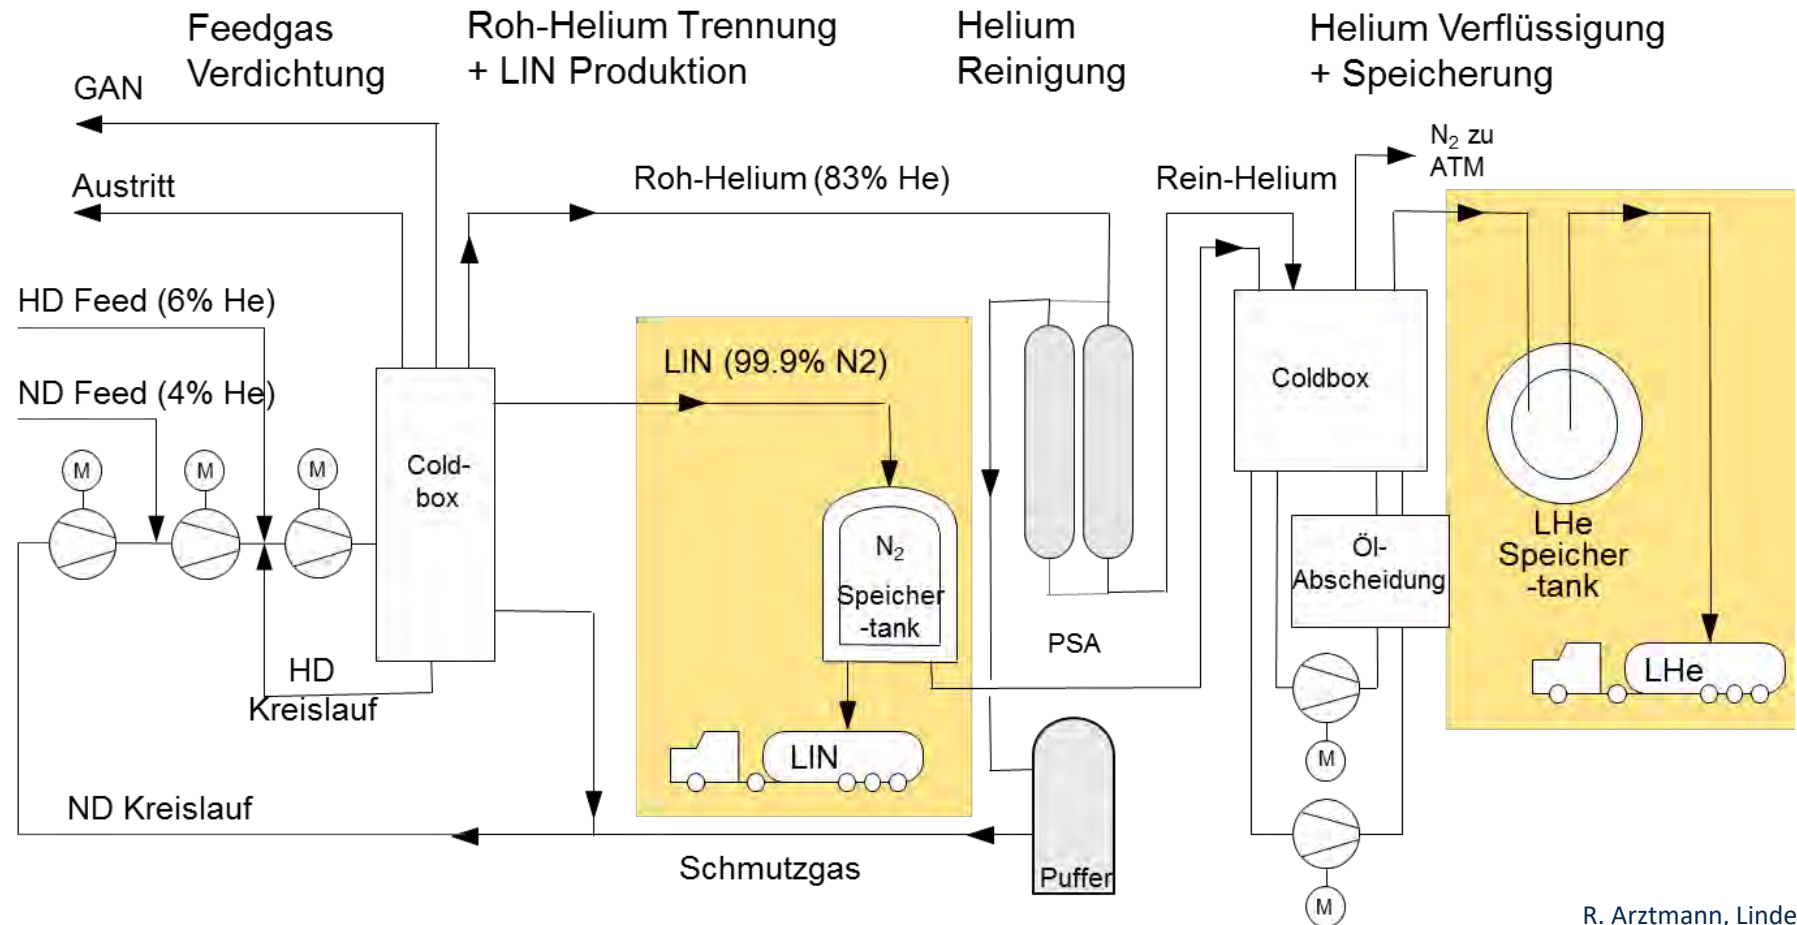 Feedgas
Verdichtung
Roh-Helium Trennung
+ LIN Produktion
Helium
Reinigung
Helium Verflüssigung
+ Speicherung
GAN
Austritt
HD Feed (6% He)
ND Feed (4% He)
M
M
M
Cold-
box
HD
Kreislauf
ND Kreislauf
Roh-Helium (83% He)
LIN (99.9% N2)
N₂
Speicher
-tank
LIN
Schmutzgas
PSA
Puffer
Rein-Helium
N₂ zu
ATM
Coldbox
Öl-
Abscheidung
M
M
LHe
Speicher
-tank
LHe
R. Arztmann, Linde